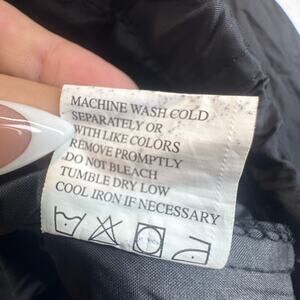 MACHINE WASH COLD
SEPARATELY OR
WITH LIKE COLORS
REMOVE PROMPTLY
DO NOT BLEACH
TUMBLE DRY LOW
COOL IRON IF NECESSARY